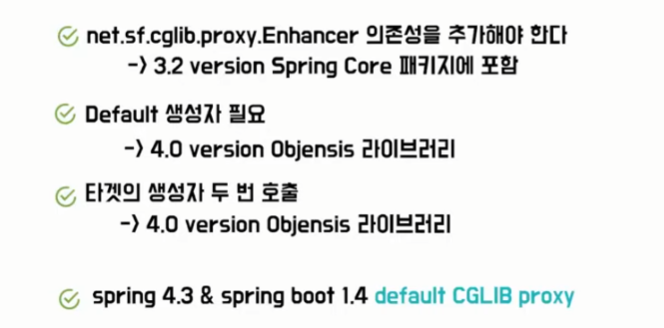 net.sf.cglib.proxy.Enhancer 의존성을 추가해야 한다
-> 3.2 version Spring Core 패키지에 포함
Default 생성자 필요
-> 4.0 version Objensis 라이브러리
타겟의 생성자 두 번 호출
-> 4.0 version Objensis 라이브러리
spring 4.3 & spring boot 1.4 default CGLIB proxy